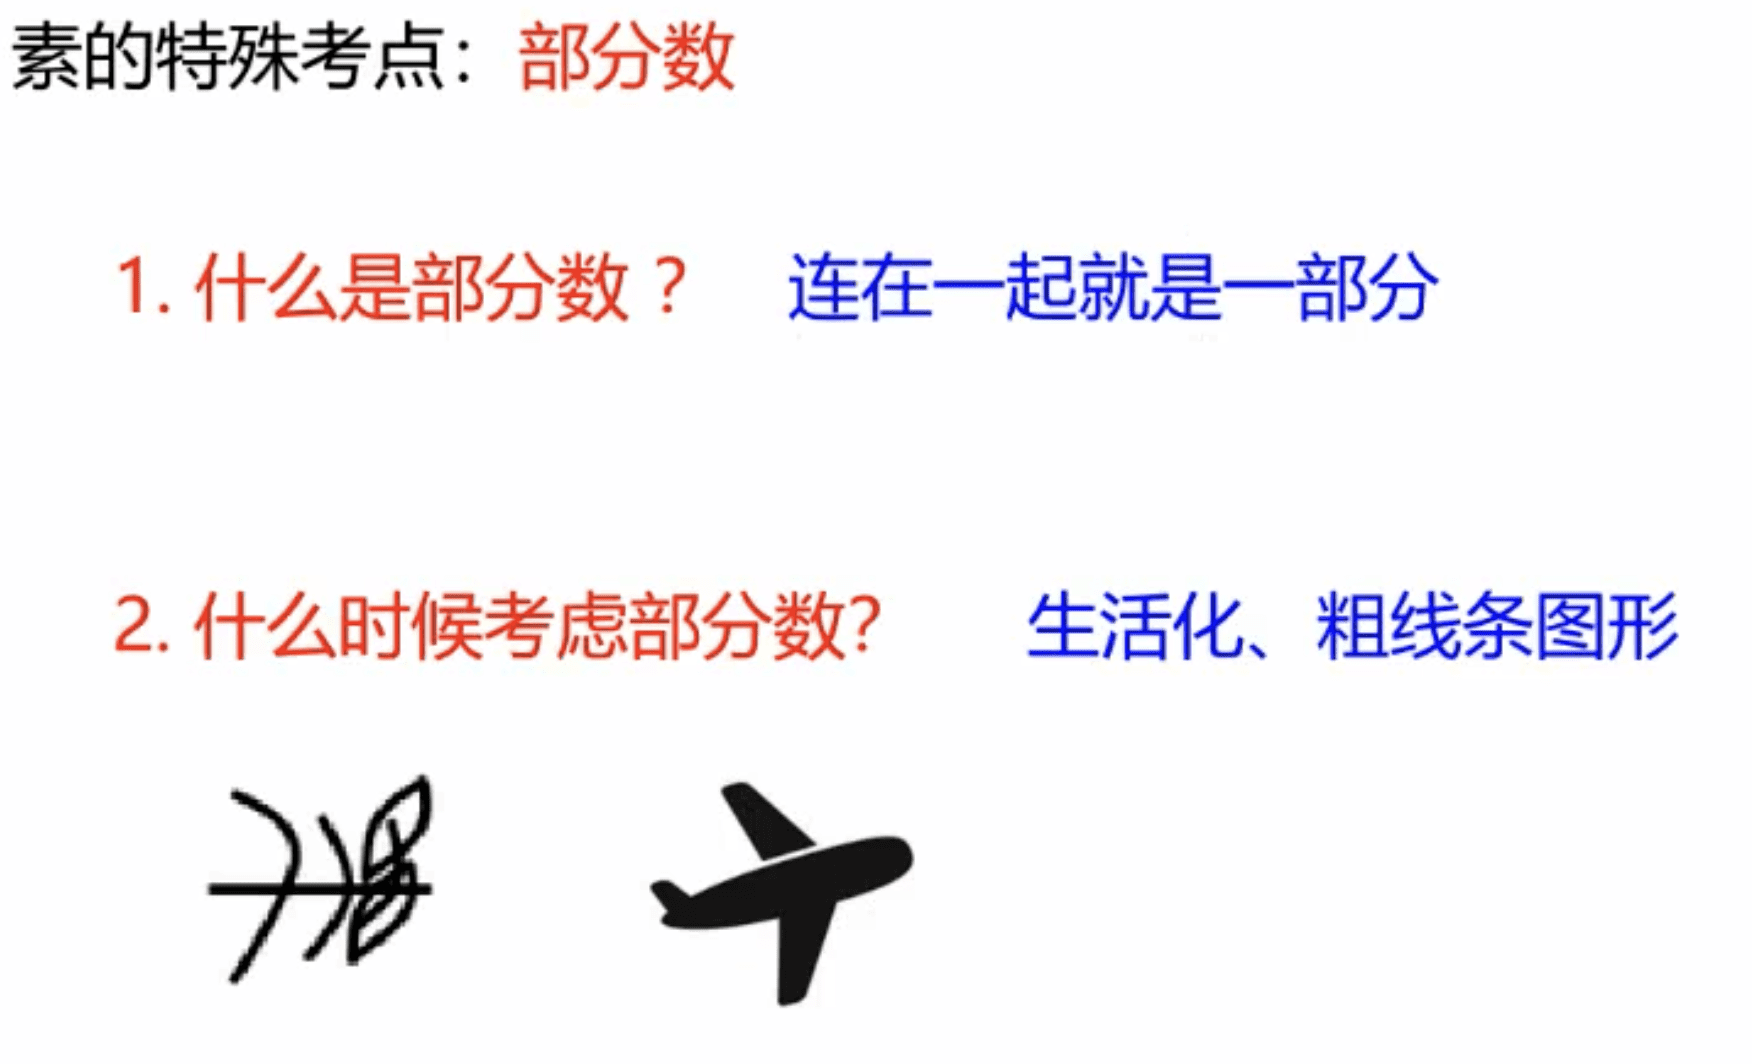 素的特殊考点：部分数
1. 什么是部分数？ 连在一起就是一部分
2. 什么时候考虑部分数? 生活化、粗线条图形